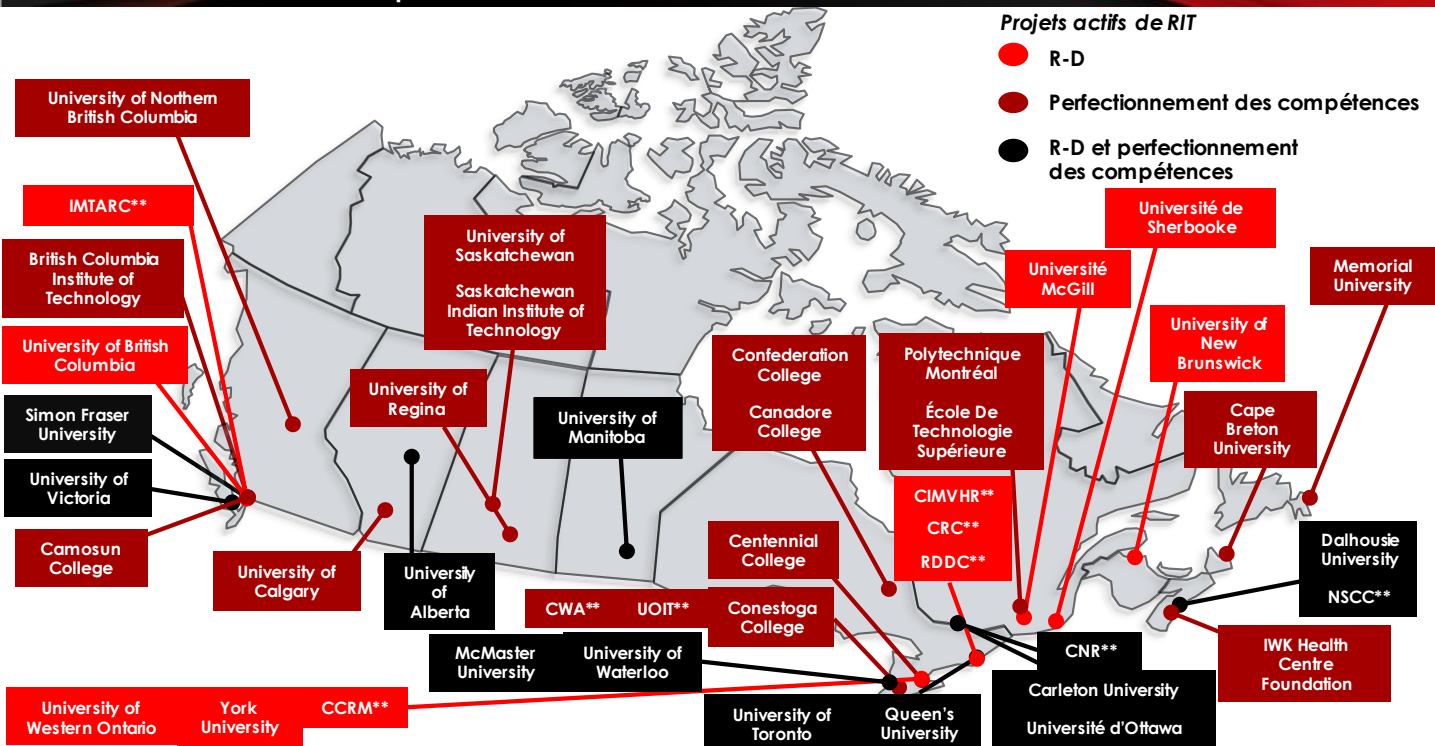 Projets actifs de RIT
R-D
Perfectionnement des compétences
R-D et perfectionnement
des compétences
University of Northern
British Columbia
IMTARC**
British Columbia
Institute of
Technology
University of British
Columbia
Simon Fraser
University
University of
Victoria
Camosun
College
University of
Saskatchewan
Saskatchewan
Indian Institute of
Technology
University of
Regina
University of
Calgary
University
of
Alberta
University of
Manitoba
Confederation
College
Canadore
College
Polytechnique
Montréal
École De
Technologie
Supérieure
Université
McGill
Université de
Sherbooke
University of
New
Brunswick
Memorial
University
Cape
Breton
University
CIMVHR**
CRC**
RDDC**
Centennial
College
Conestoga
College
CWA** UOIT**
McMaster
University
University of
Waterloo
University of
Western Ontario
York
University
CCRM**
University of
Toronto
Queen's
University
CNR**
Carleton University
Université d'Ottawa
Dalhousie
University
NSCC**
IWK Health
Centre
Foundation